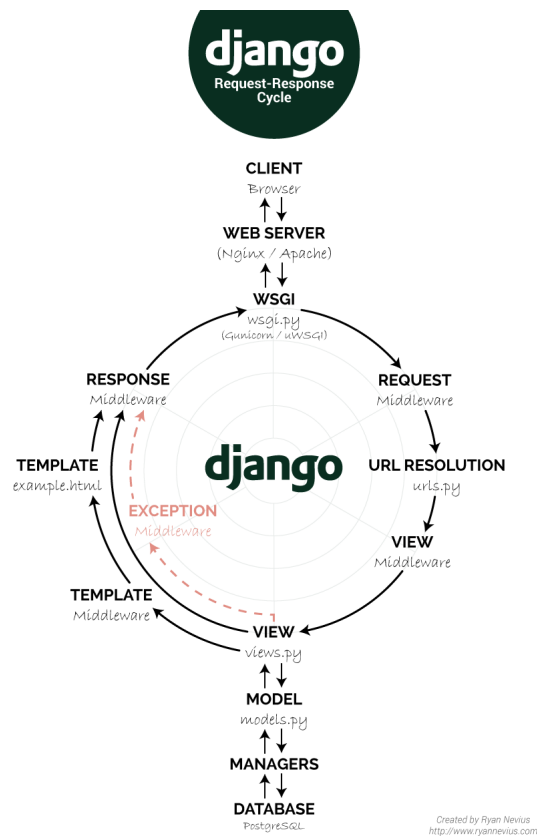 django
Request-Response
Cycle
CLIENT
Browser
WEB SERVER
(Nginx / Apache)
WSGI
wsgi.py
(Gunicorn / uWSGI)
RESPONSE
Middleware
REQUEST
Middleware
TEMPLATE
example.html
django
URL RESOLUTION
urls.py
EXCEPTION
Middleware
VIEW
Middleware
TEMPLATE
Middleware
VIEW
views.py
MODEL
models.py
MANAGERS
DATABASE
PostgreSQL
Created by Ryan Nevius
http://www.ryannevius.com